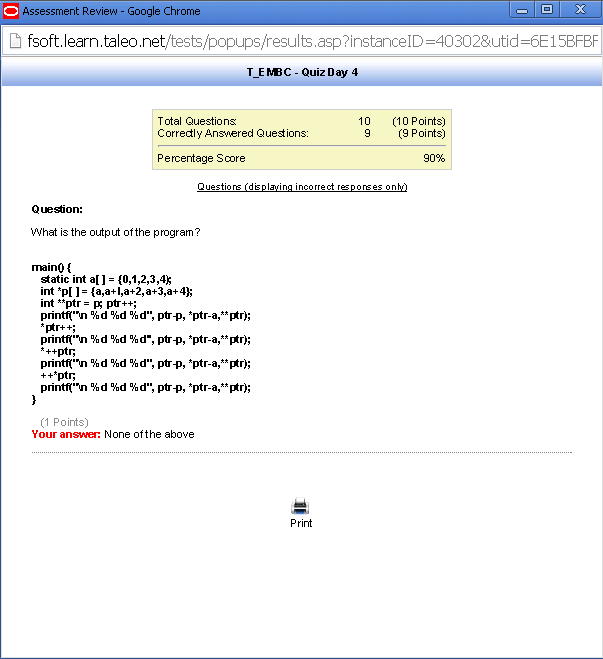 Assessment Review - Google Chrome
fsoft.learn.taleo.net/tests/popups/results.asp?instanceID=40302&utid=6E15BFBF
T_EMBC - Quiz Day 4
Total Questions: 10 (10 Points)
Correctly Answered Questions: 9 (9 Points)
Percentage Score 90%
Questions (displaying incorrect responses only)
Question:
What is the output of the program?
main() {
static int a[ ] = {0,1,2,3,4};
int *p[ ] = {a,a+l,a+2,a+3,a+4};
int **ptr = p; ptr++;
printf("\n %d %d %d", ptr-p, *ptr-a,**ptr);
*ptr++;
printf("\n %d %d %d", ptr-p, *ptr-a,**ptr);
*++ptr;
printf("\n %d %d %d", ptr-p, *ptr-a,**ptr);
++*ptr;
printf("\n %d %d %d", ptr-p, *ptr-a,**ptr);
}
(1 Points)
Your answer: None of the above
Print